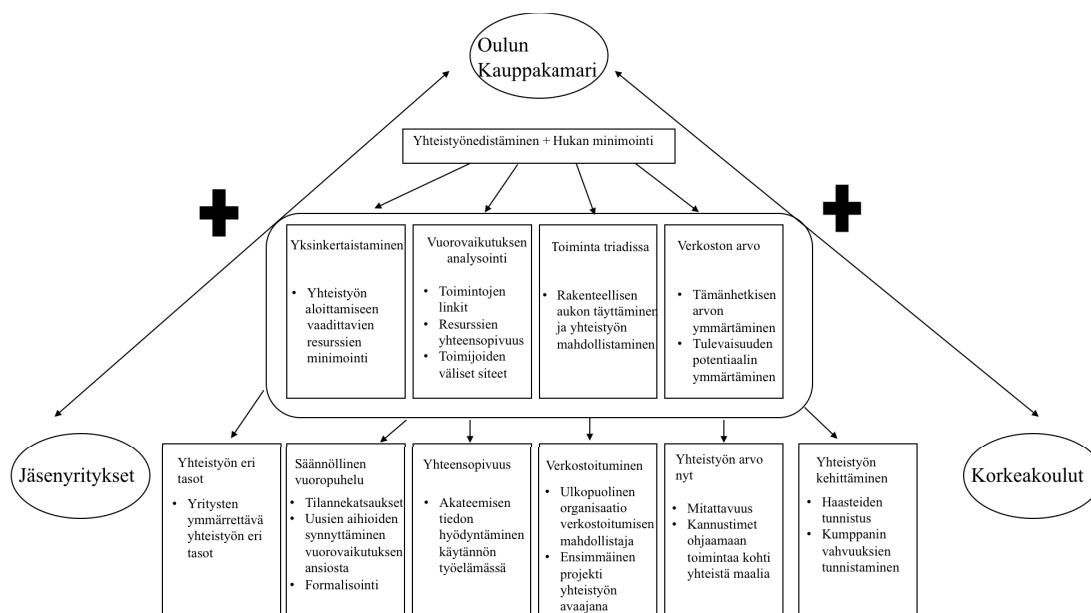 Oulun
Kauppakamari
Yhteistyönedistäminen + Hukan minimointi
Yksinkertaistaminen
• Yhteistyön
aloittamiseen
vaadittavien
resurssien
minimointi
Vuorovaikutuksen
analysointi
• Toimintojen
linkit
• Resurssien
yhteensopivuus
• Toimijoiden
väliset siteet
Toiminta triadissa
• Rakenteellisen
aukon täyttäminen
ja yhteistyön
mahdollistaminen
Verkoston arvo
• Tämänhetkisen
arvon
ymmärtäminen
• Tulevaisuuden
potentiaalin
ymmärtäminen
Jäsenyritykset
Yhteistyön eri
tasot
• Yritysten
ymmärrettävä
yhteistyön eri
tasot
Säännöllinen
vuoropuhelu
• Tilannekatsaukset
• Uusien aihioiden
synnyttäminen
vuorovaikutuksen
ansiosta
• Formalisointi
Yhteensopivuus
• Akateemisen
tiedon
hyödyntäminen
käytännön
työelämässä
Verkostoituminen
• Ulkopuolinen
organisaatio
verkostoitumisen
mahdollistaja
• Ensimmäinen
projekti
yhteistyön
avaajana
Yhteistyön arvo
nyt
• Mitattavuus
• Kannustimet
ohjaamaan
toimintaa kohti
yhteistä maalia
Yhteistyön
kehittäminen
• Haasteiden
tunnistus
• Kumppanin
vahvuuksien
tunnistaminen
Korkeakoulut